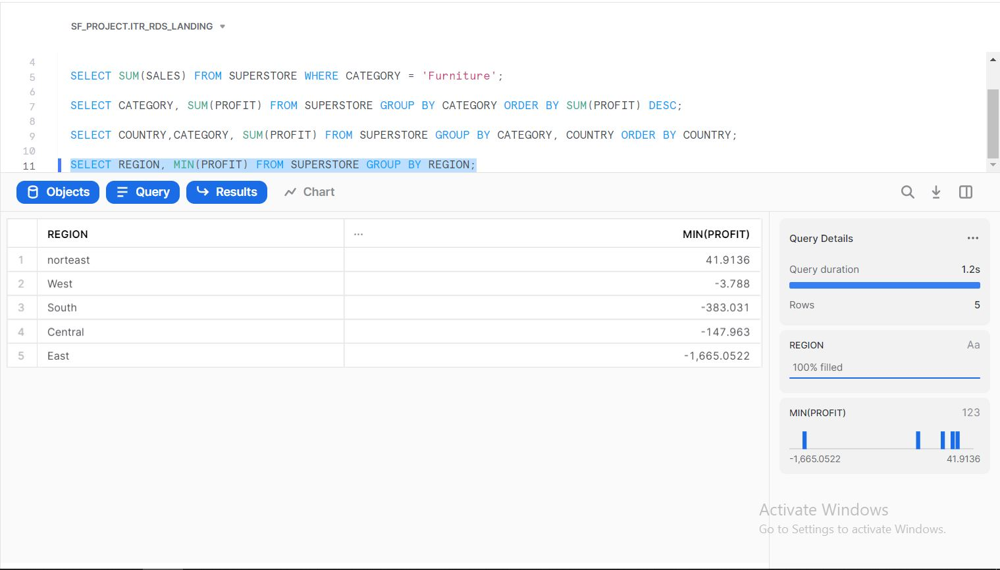 SF_PROJECT.ITR_RDS_LANDING
4
5 SELECT SUM(SALES) FROM SUPERSTORE WHERE CATEGORY = 'Furniture';
6
7 SELECT CATEGORY, SUM(PROFIT) FROM SUPERSTORE GROUP BY CATEGORY ORDER BY SUM(PROFIT) DESC;
8
9 SELECT COUNTRY,CATEGORY, SUM(PROFIT) FROM SUPERSTORE GROUP BY CATEGORY, COUNTRY ORDER BY COUNTRY;
10
11 SELECT REGION, MIN(PROFIT) FROM SUPERSTORE GROUP BY REGION;
Objects Query Results Chart
REGION ... MIN(PROFIT)
1 norteast 41.9136
2 West -3.788
3 South -383.031
4 Central -147.963
5 East -1,665.0522
Query Details ...
Query duration 1.2s
Rows 5
REGION Aa
100% filled
MIN(PROFIT) 123
-1,665.0522 41.9136
Activate Windows
Go to Settings to activate Windows.